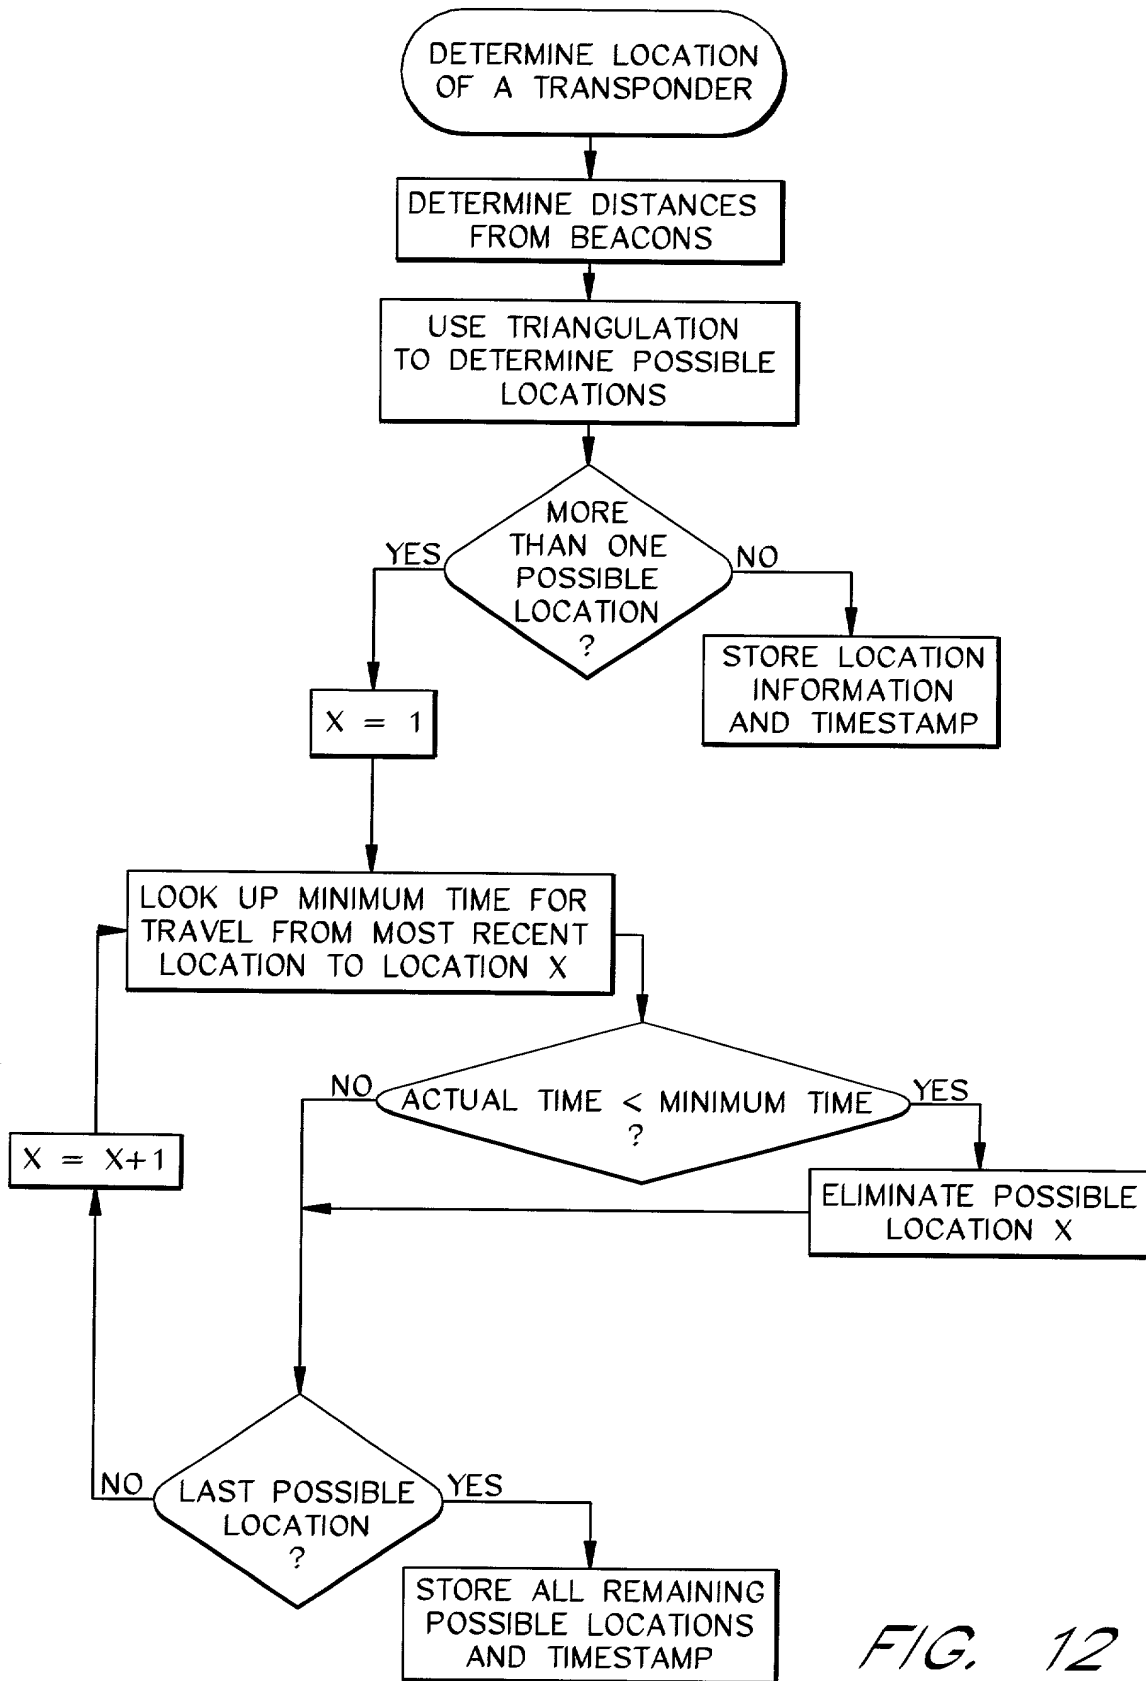 DETERMINE LOCATION
OF A TRANSPONDER
DETERMINE DISTANCES
FROM BEACONS
USE TRIANGULATION
TO DETERMINE POSSIBLE
LOCATIONS
MORE
THAN ONE
POSSIBLE
LOCATION
?
YES
NO
STORE LOCATION
INFORMATION
AND TIMESTAMP
X = 1
LOOK UP MINIMUM TIME FOR
TRAVEL FROM MOST RECENT
LOCATION TO LOCATION X
NO
ACTUAL TIME < MINIMUM TIME
?
YES
X = X+1
ELIMINATE POSSIBLE
LOCATION X
NO
LAST POSSIBLE
LOCATION
?
YES
STORE ALL REMAINING
POSSIBLE LOCATIONS
AND TIMESTAMP
FIG. 12